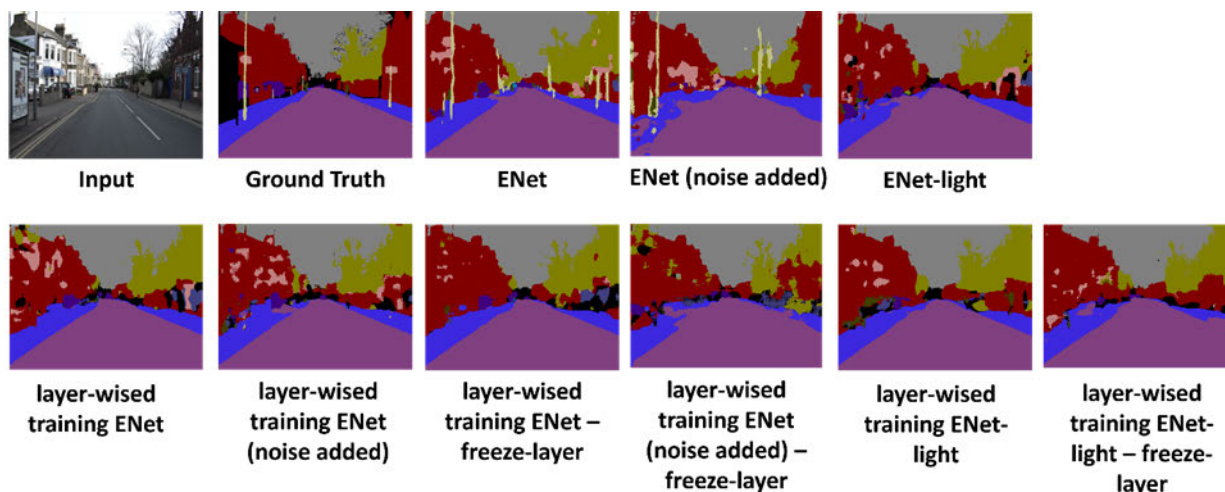 Input
Ground Truth
ENet
ENet (noise added)
ENet-light
layer-wised
training ENet
layer-wised
training ENet
(noise added)
layer-wised
training ENet –
freeze-layer
layer-wised
training ENet
(noise added) –
freeze-layer
layer-wised
training ENet-
light
layer-wised
training ENet-
light – freeze-
layer